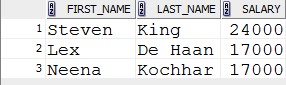 FIRST_NAME LAST_NAME SALARY
1 Steven King 24000
2 Lex De Haan 17000
3 Neena Kochhar 17000